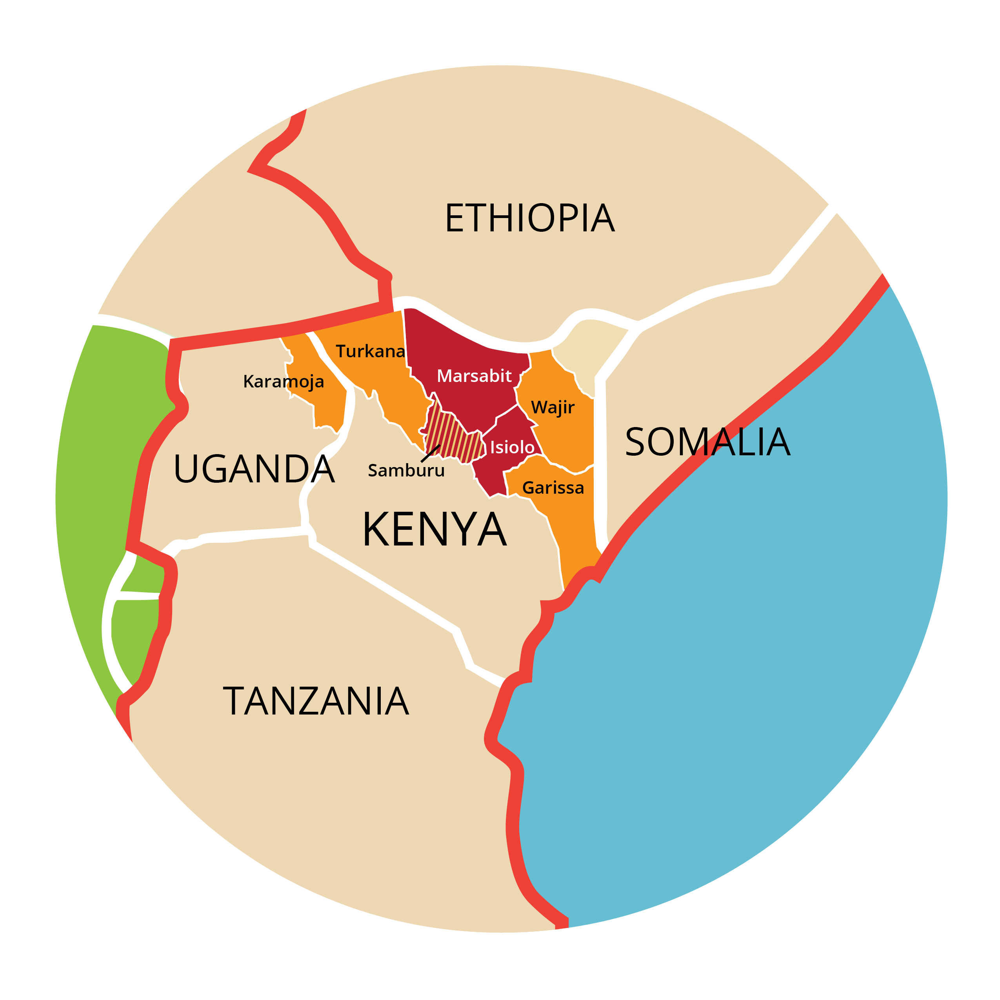 ETHIOPIA
Turkana
Marsabit
Karamoja
Wajir
SOMALIA
Isiolo
UGANDA
Samburu
Garissa
KENYA
TANZANIA